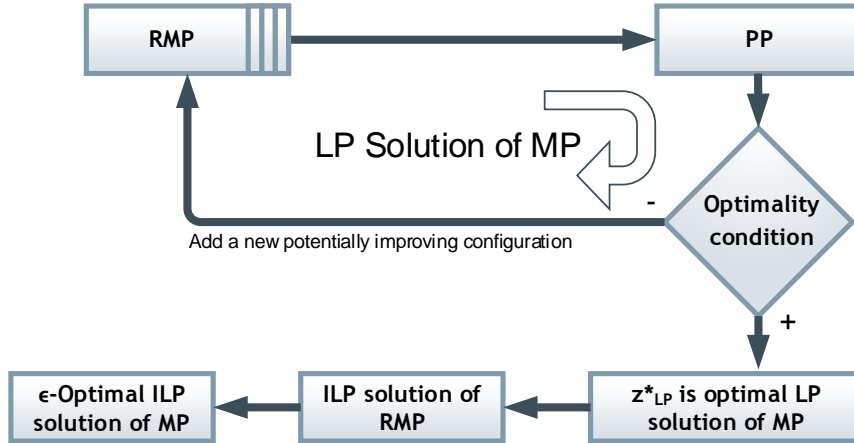 RMP
PP
LP Solution of MP
-
Optimality
condition
Add a new potentially improving configuration
+
ϵ-Optimal ILP
solution of MP
ILP solution of
RMP
z*LP is optimal LP
solution of MP